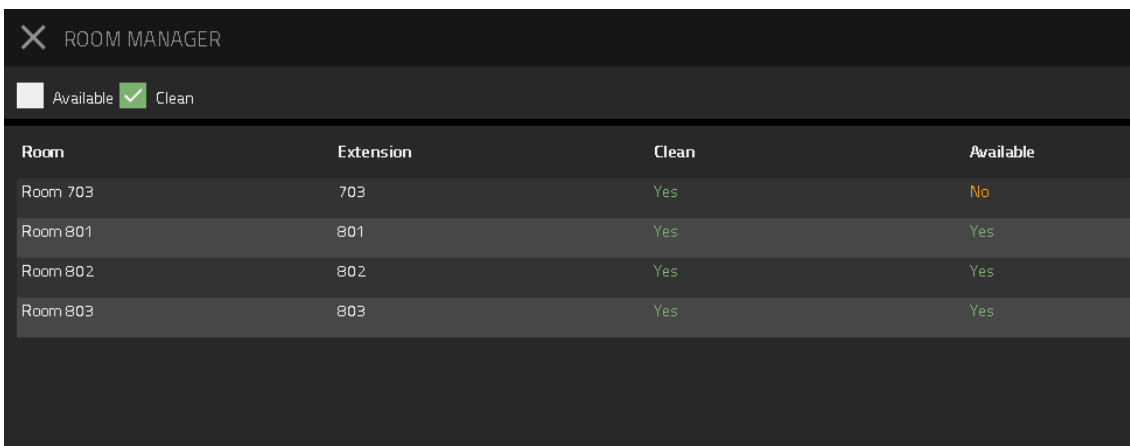 ROOM MANAGER
Available Clean
Room Extension Clean Available
Room 703 703 Yes No
Room 801 801 Yes Yes
Room 802 802 Yes Yes
Room 803 803 Yes Yes